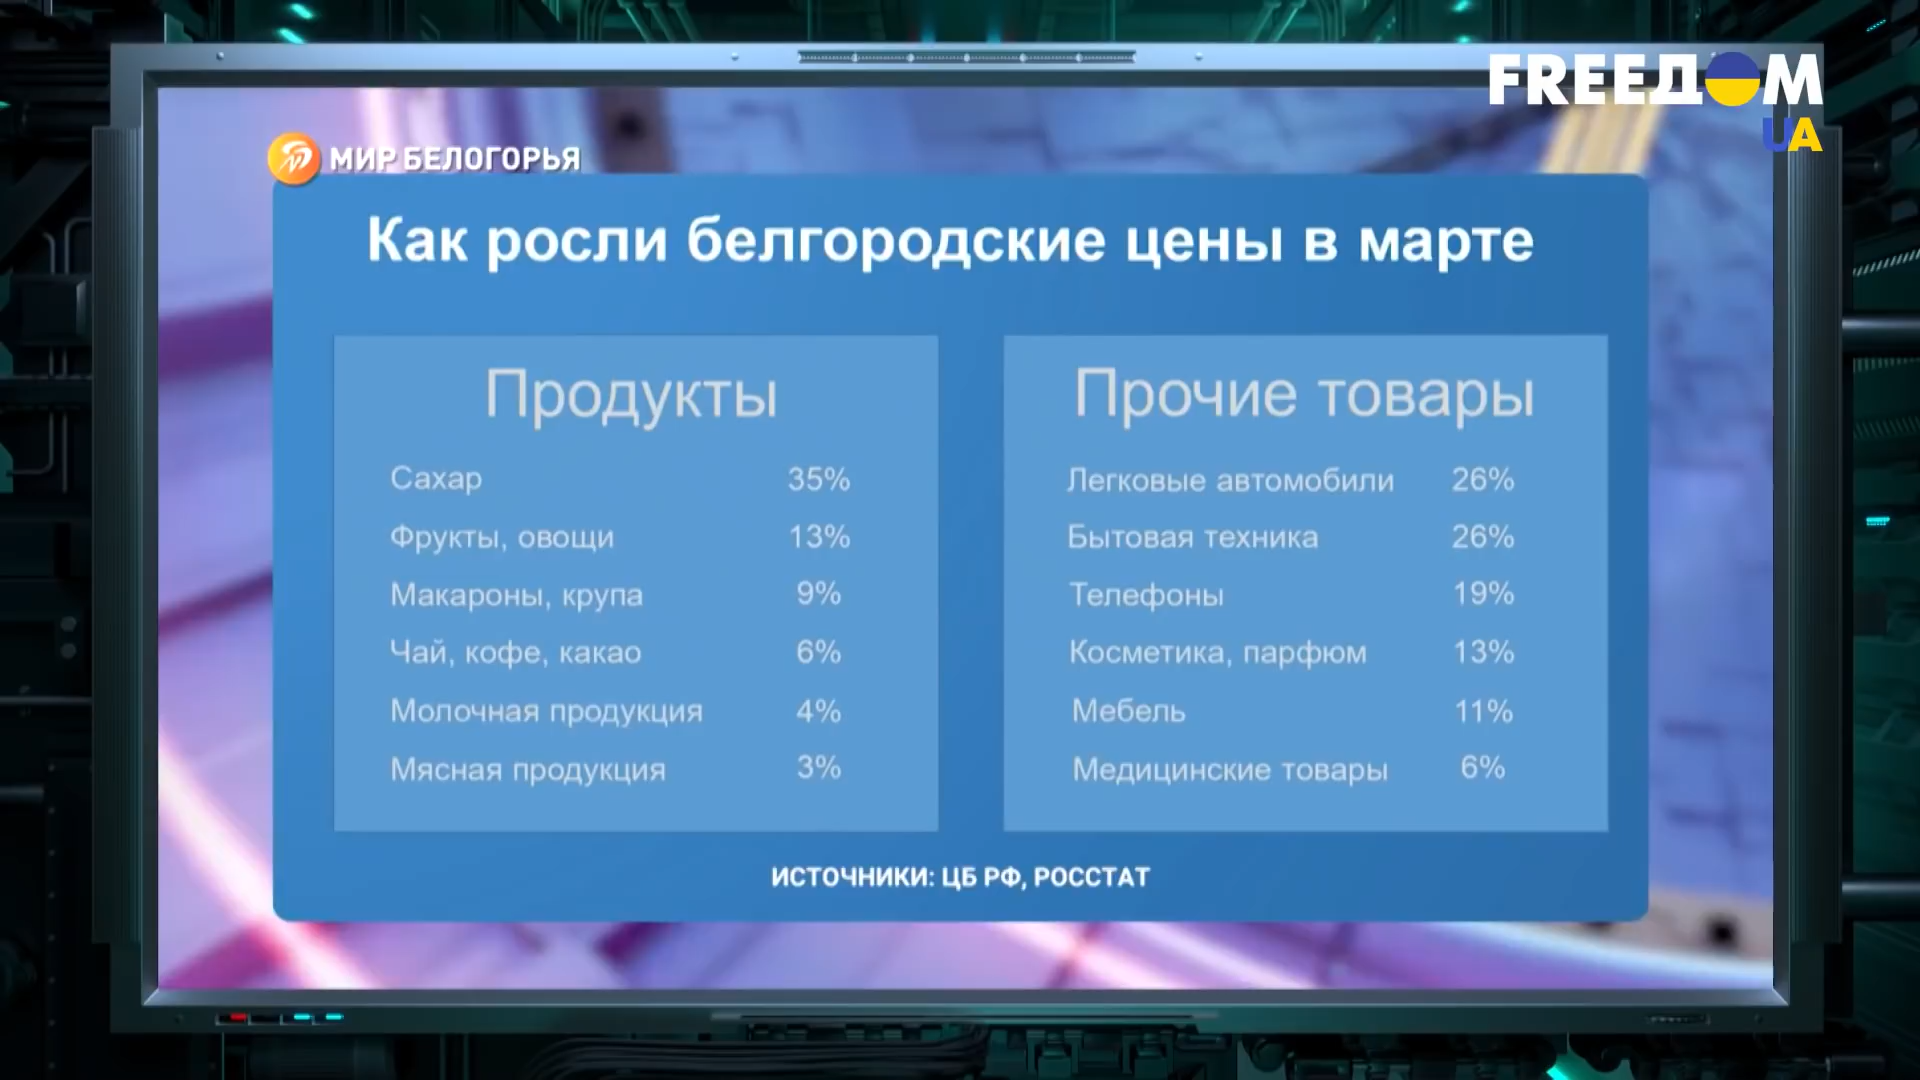 FREEДOM
UA
МИР БЕЛОГОРЬЯ
Как росли белгородские цены в марте
Продукты
Сахар 35%
Фрукты, овощи 13%
Макароны, крупа 9%
Чай, кофе, какао 6%
Молочная продукция 4%
Мясная продукция 3%
Прочие товары
Легковые автомобили 26%
Бытовая техника 26%
Телефоны 19%
Косметика, парфюм 13%
Мебель 11%
Медицинские товары 6%
ИСТОЧНИКИ: ЦБ РФ, РОССТАТ